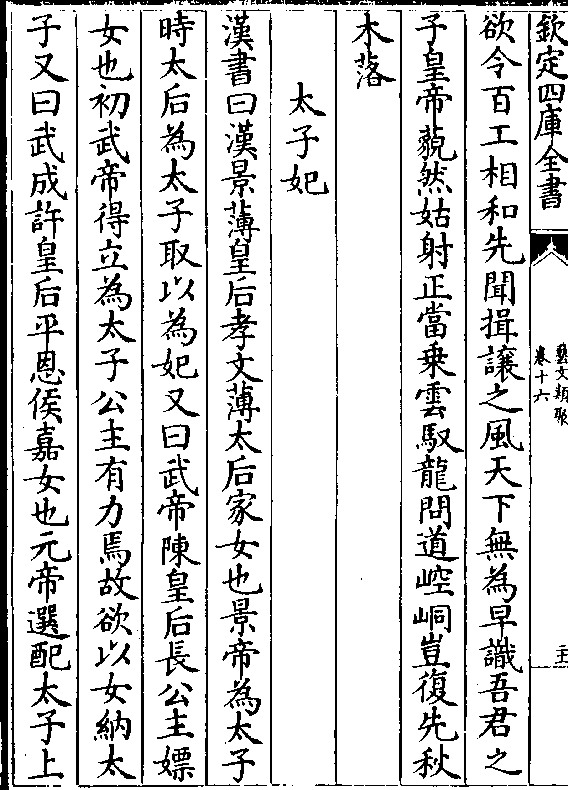 欽定四庫全書
藝文類聚
卷十六
欲令百工相和先聞揖讓之風天下無為早識吾君之
子皇帝藐然姑射正當乗雲馭龍問道崆峒豈復先秋
木落
太子妃
漢書曰漢景薄皇后孝文薄太后家女也景帝為太子
時太后為太子取以為妃又曰武帝陳皇后長公主嫖
女也初武帝得立為太子公主有力焉故欲以女納太
子又曰武成許皇后平恩侯嘉女也元帝選配太子上